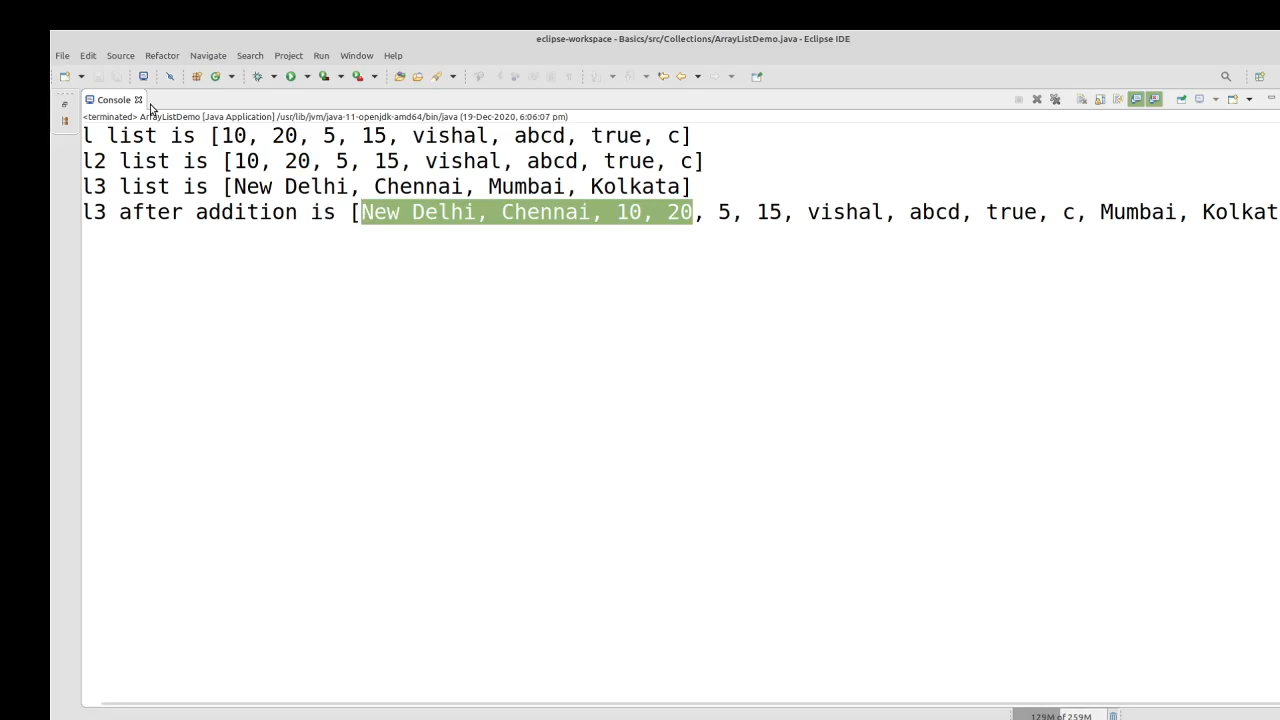 eclipse-workspace - Basics/src/Collections/ArrayListDemo.java - Eclipse IDE
File Edit Source Refactor Navigate Search Project Run Window Help
Console
<terminated> ArrayListDemo [Java Application] /usr/lib/jvm/java-11-openjdk-amd64/bin/java (19-Dec-2020, 6:06:07 pm)
l list is [10, 20, 5, 15, vishal, abcd, true, c]
l2 list is [10, 20, 5, 15, vishal, abcd, true, c]
l3 list is [New Delhi, Chennai, Mumbai, Kolkata]
l3 after addition is [New Delhi, Chennai, 10, 20, 5, 15, vishal, abcd, true, c, Mumbai, Kolkat
129M of 259M